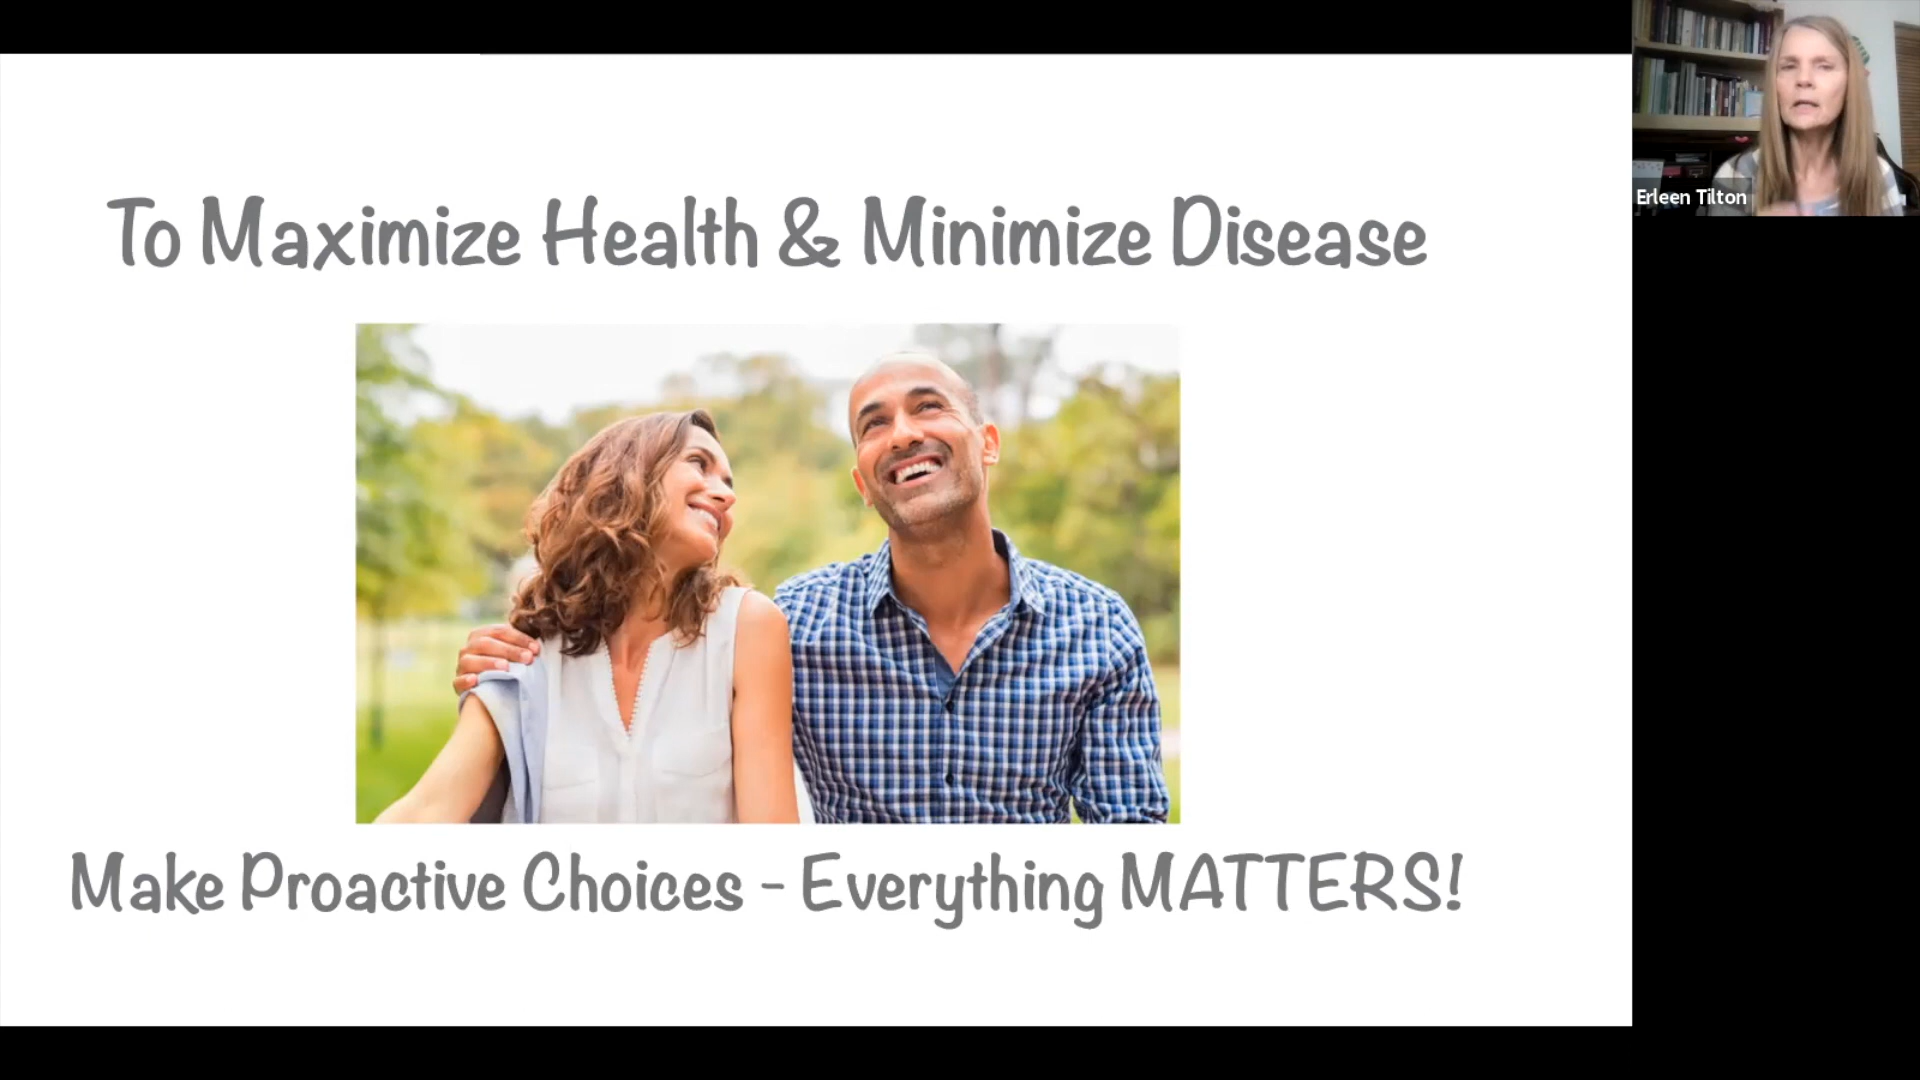 To Maximize Health & Minimize Disease
Make Proactive Choices - Everything MATTERS!
Erleen Tilton